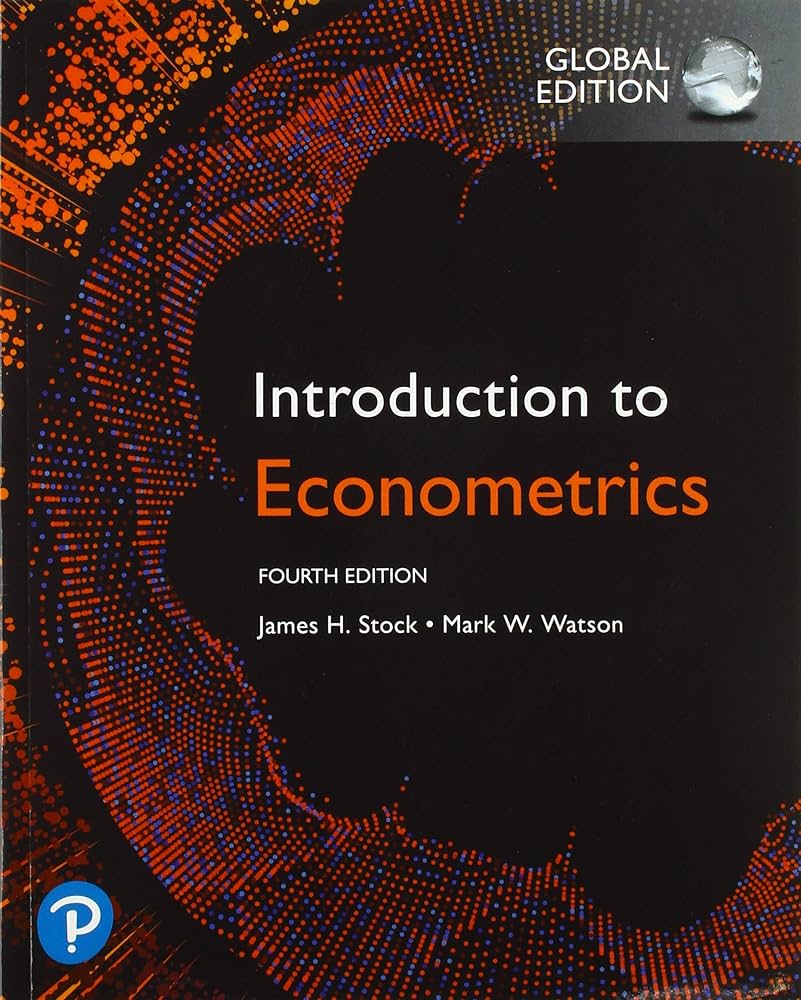 GLOBAL
EDITION
Introduction to
Econometrics
FOURTH EDITION
James H. Stock • Mark W. Watson
P